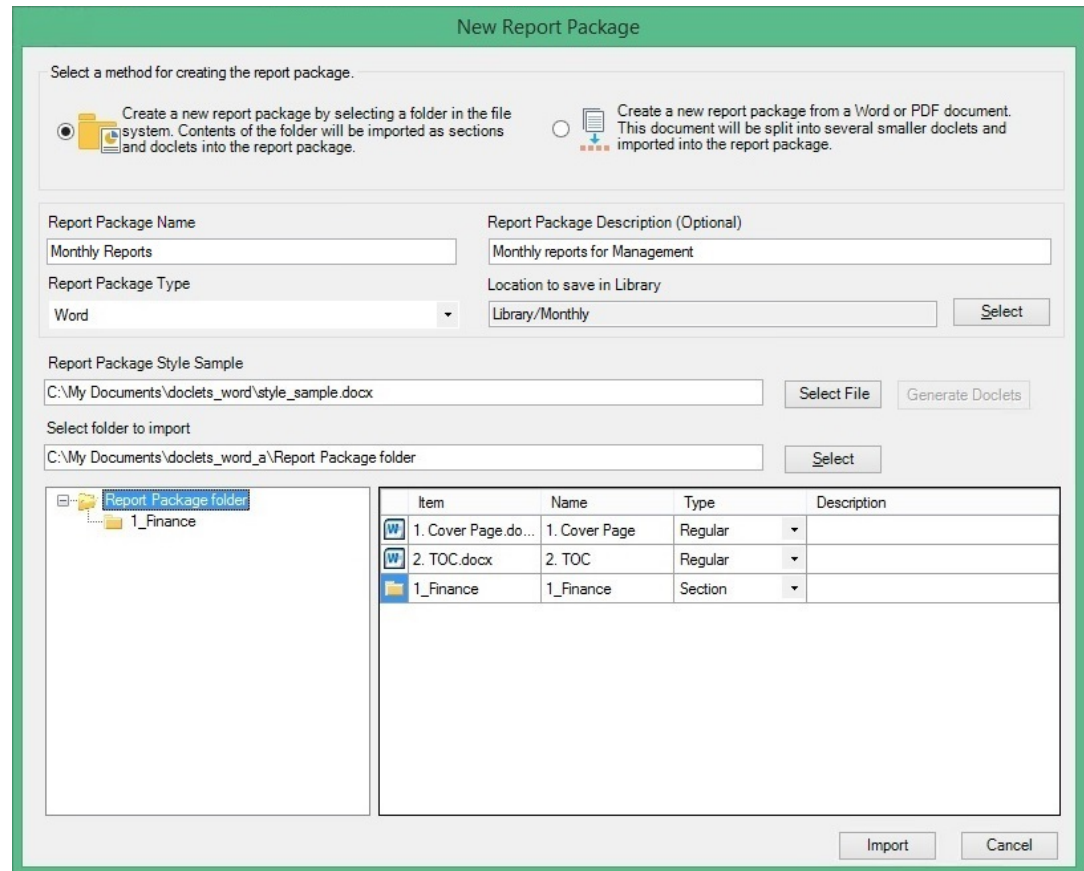 New Report Package
Select a method for creating the report package.
Create a new report package by selecting a folder in the file
system. Contents of the folder will be imported as sections
and doclets into the report package.
Create a new report package from a Word or PDF document.
This document will be split into several smaller doclets and
imported into the report package.
Report Package Name
Report Package Description (Optional)
Monthly Reports
Monthly reports for Management
Report Package Type
Location to save in Library
Word
Library/Monthly
Select
Report Package Style Sample
C:\My Documents\doclets_word\style_sample.docx
Select File
Generate Doclets
Select folder to import
C:\My Documents\doclets_word_a\Report Package folder
Select
Report Package folder
1_Finance
Item Name Type Description
1. Cover Page.do... 1. Cover Page Regular
2. TOC.docx 2. TOC Regular
1_Finance 1_Finance Section
Import
Cancel